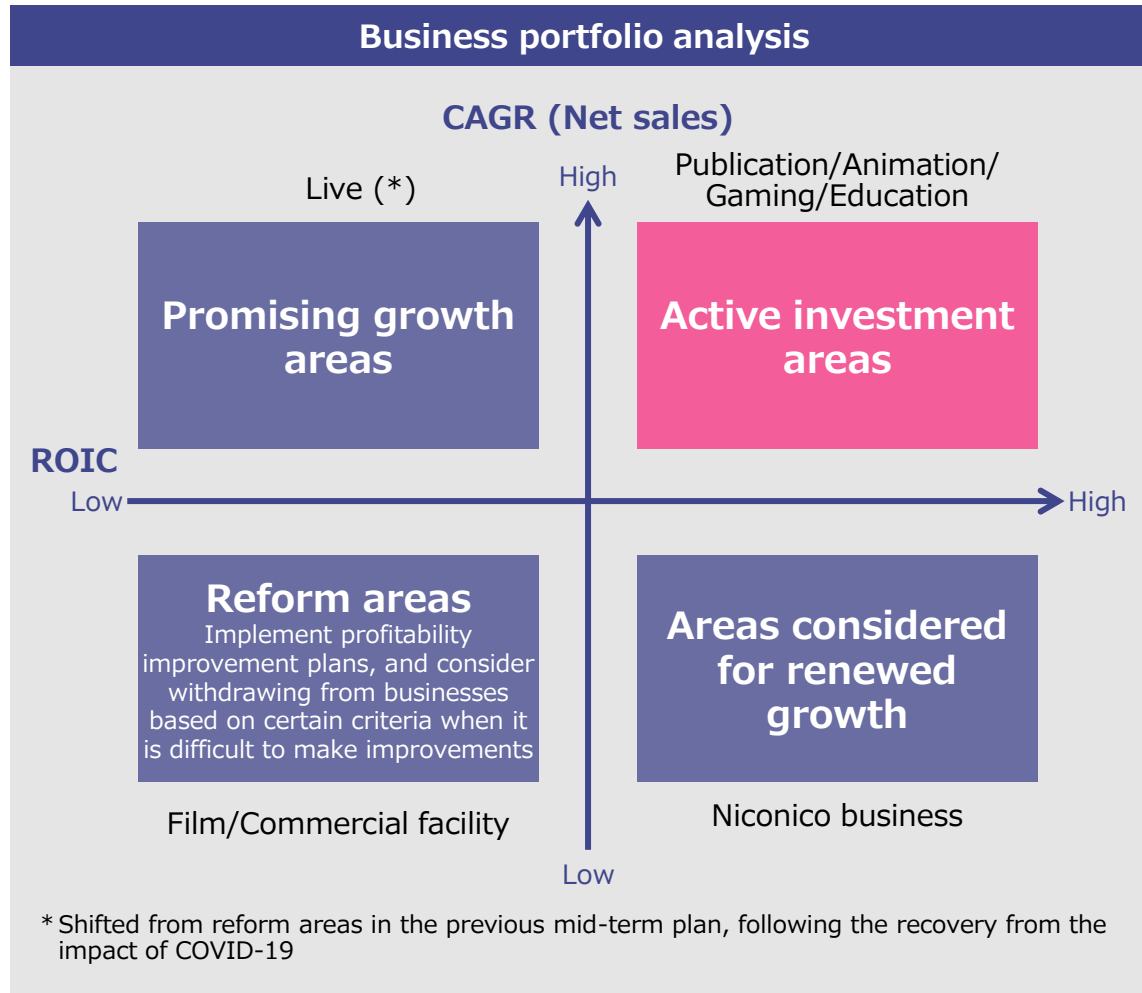 Business portfolio analysis
CAGR (Net sales)
Live (*)
High
Publication/Animation/
Gaming/Education
Promising growth
areas
Active investment
areas
ROIC
Low
High
Reform areas
Implement profitability
improvement plans, and consider
withdrawing from businesses
based on certain criteria when it
is difficult to make improvements
Areas considered
for renewed
growth
Film/Commercial facility
Niconico business
Low
* Shifted from reform areas in the previous mid-term plan, following the recovery from the
impact of COVID-19